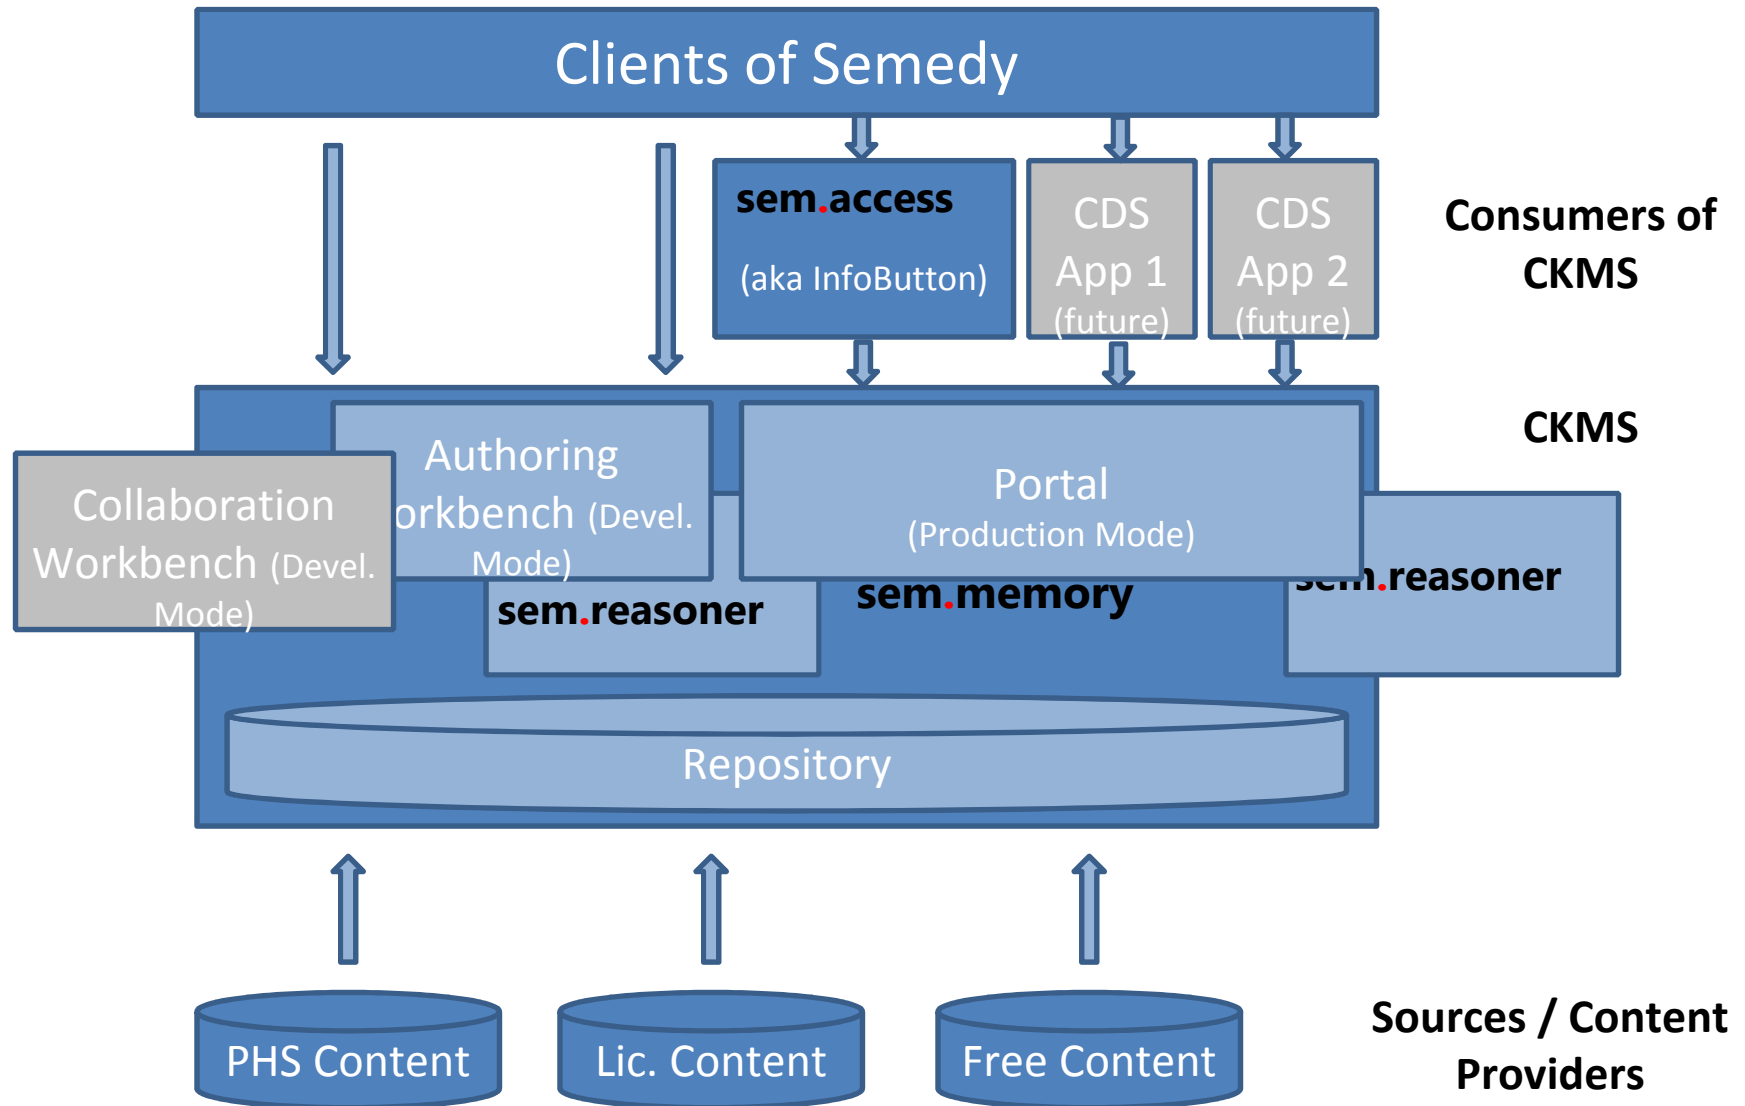 Clients of Semedy
sem.access
(aka InfoButton)
CDS
App 1
(future)
CDS
App 2
(future)
Consumers of
CKMS
CKMS
Authoring
orkbench (Devel.
Mode)
Collaboration
Workbench (Devel.
Mode)
Portal
(Production Mode)
sem.reasoner
sem.memory
sem.reasoner
Repository
PHS Content
Lic. Content
Free Content
Sources / Content
Providers